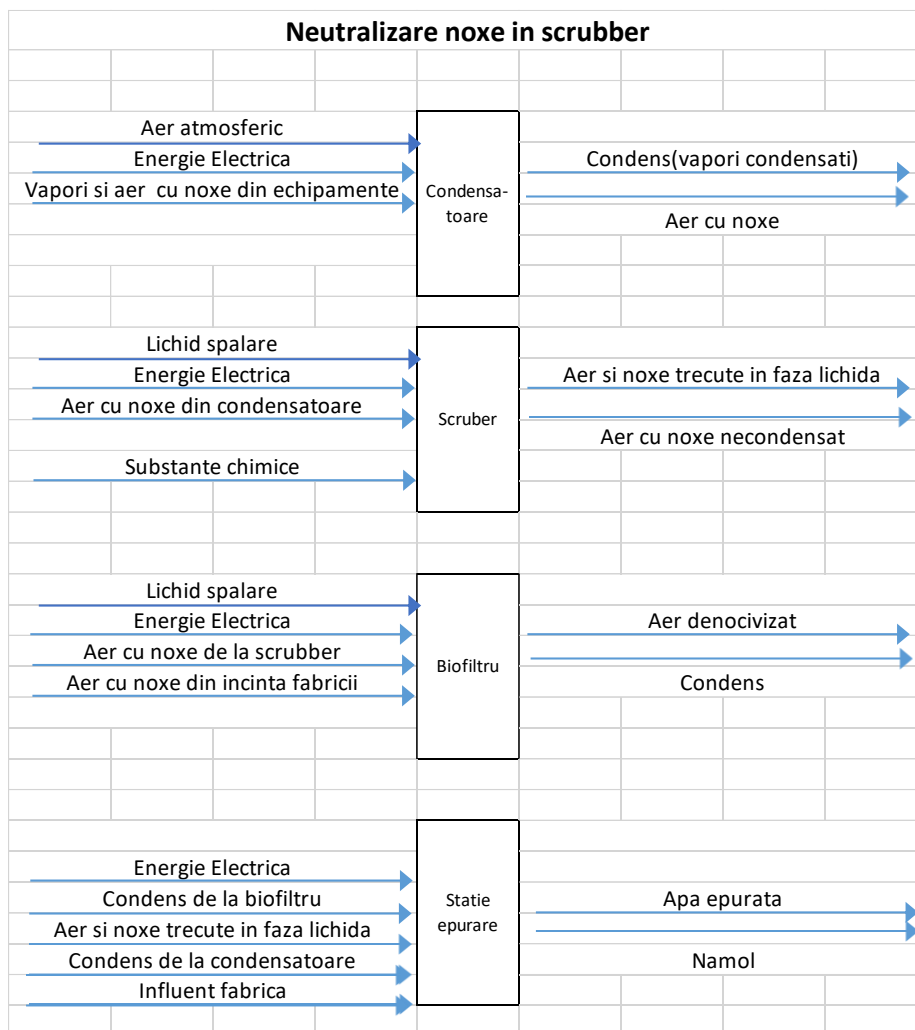 Neutralizare noxe in scrubber
Aer atmosferic
Energie Electrica
Vapori si aer cu noxe din echipamente
Condensa-
toare
Condens(vapori condensati)
Aer cu noxe
Lichid spalare
Energie Electrica
Aer cu noxe din condensatoare
Substante chimice
Scruber
Aer si noxe trecute in faza lichida
Aer cu noxe necondensat
Lichid spalare
Energie Electrica
Aer cu noxe de la scrubber
Aer cu noxe din incinta fabricii
Biofiltru
Aer denocivizat
Condens
Energie Electrica
Condens de la biofiltru
Aer si noxe trecute in faza lichida
Condens de la condensatoare
Influent fabrica
Statie
epurare
Apa epurata
Namol